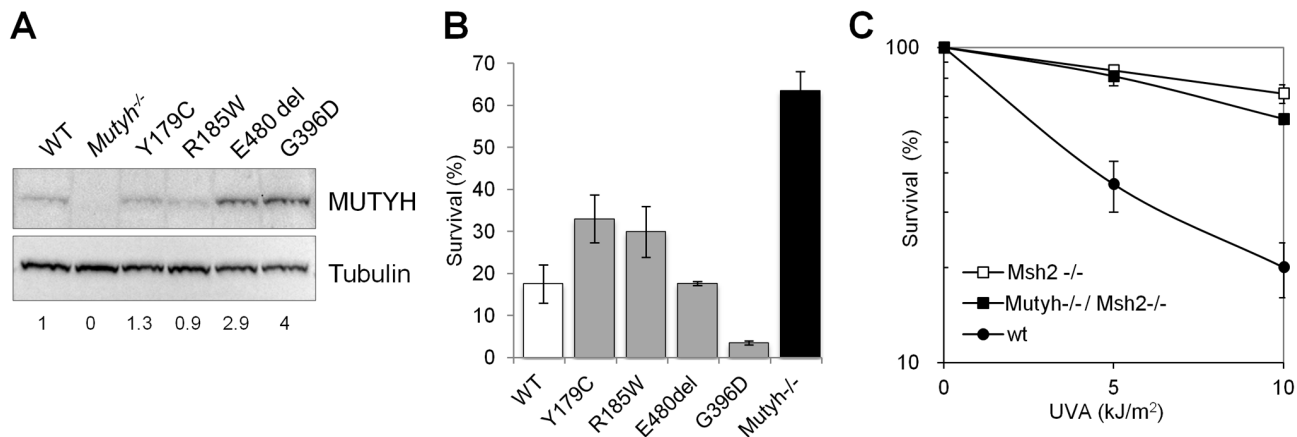 A
WT Mutyh-/- Y179C R185W E480 del G396D
MUTYH
Tubulin
1 0 1.3 0.9 2.9 4
B
Survival (%)
70
60
50
40
30
20
10
0
WT Y179C R185W E480del G396D Mutyh-/-
C
Survival (%)
100
10
Msh2 -/-
Mutyh-/- / Msh2-/-
wt
0 5 10
UVA (kJ/m²)